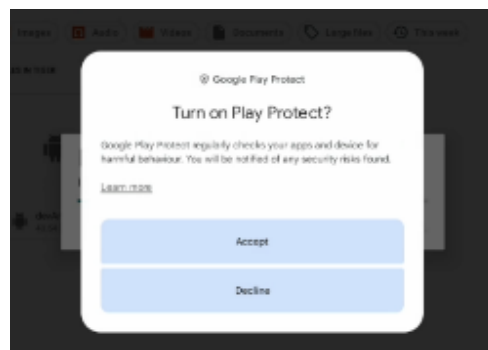 Images Audio Videos Documents Large files This week
Google Play Protect
Turn on Play Protect?
Google Play Protect regularly checks your apps and device for
harmful behaviour. You will be notified of any security risks found.
Learn more
Accept
Decline